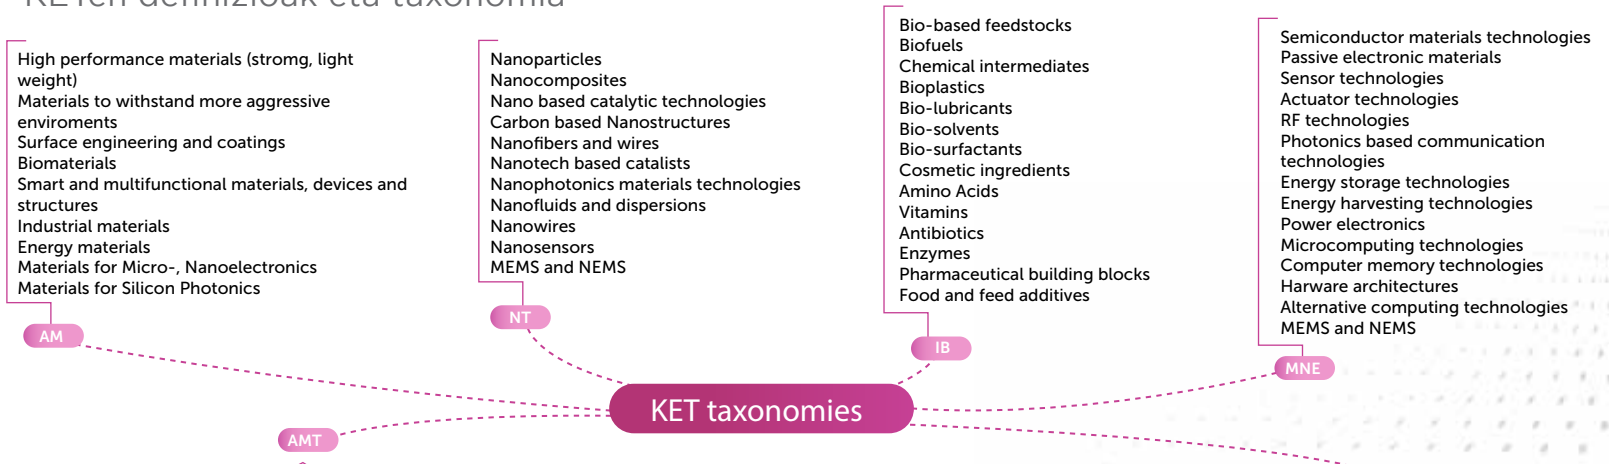 KETen definizioak eta taxonomia
High performance materials (stromg, light
weight)
Materials to withstand more aggressive
enviroments
Surface engineering and coatings
Biomaterials
Smart and multifunctional materials, devices and
structures
Industrial materials
Energy materials
Materials for Micro-, Nanoelectronics
Materials for Silicon Photonics
AM
Nanoparticles
Nanocomposites
Nano based catalytic technologies
Carbon based Nanostructures
Nanofibers and wires
Nanotech based catalists
Nanophotonics materials technologies
Nanofluids and dispersions
Nanowires
Nanosensors
MEMS and NEMS
NT
Bio-based feedstocks
Biofuels
Chemical intermediates
Bioplastics
Bio-lubricants
Bio-solvents
Bio-surfactants
Cosmetic ingredients
Amino Acids
Vitamins
Antibiotics
Enzymes
Pharmaceutical building blocks
Food and feed additives
IB
Semiconductor materials technologies
Passive electronic materials
Sensor technologies
Actuator technologies
RF technologies
Photonics based communication
technologies
Energy storage technologies
Energy harvesting technologies
Power electronics
Microcomputing technologies
Computer memory technologies
Harware architectures
Alternative computing technologies
MEMS and NEMS
MNE
KET taxonomies
AMT